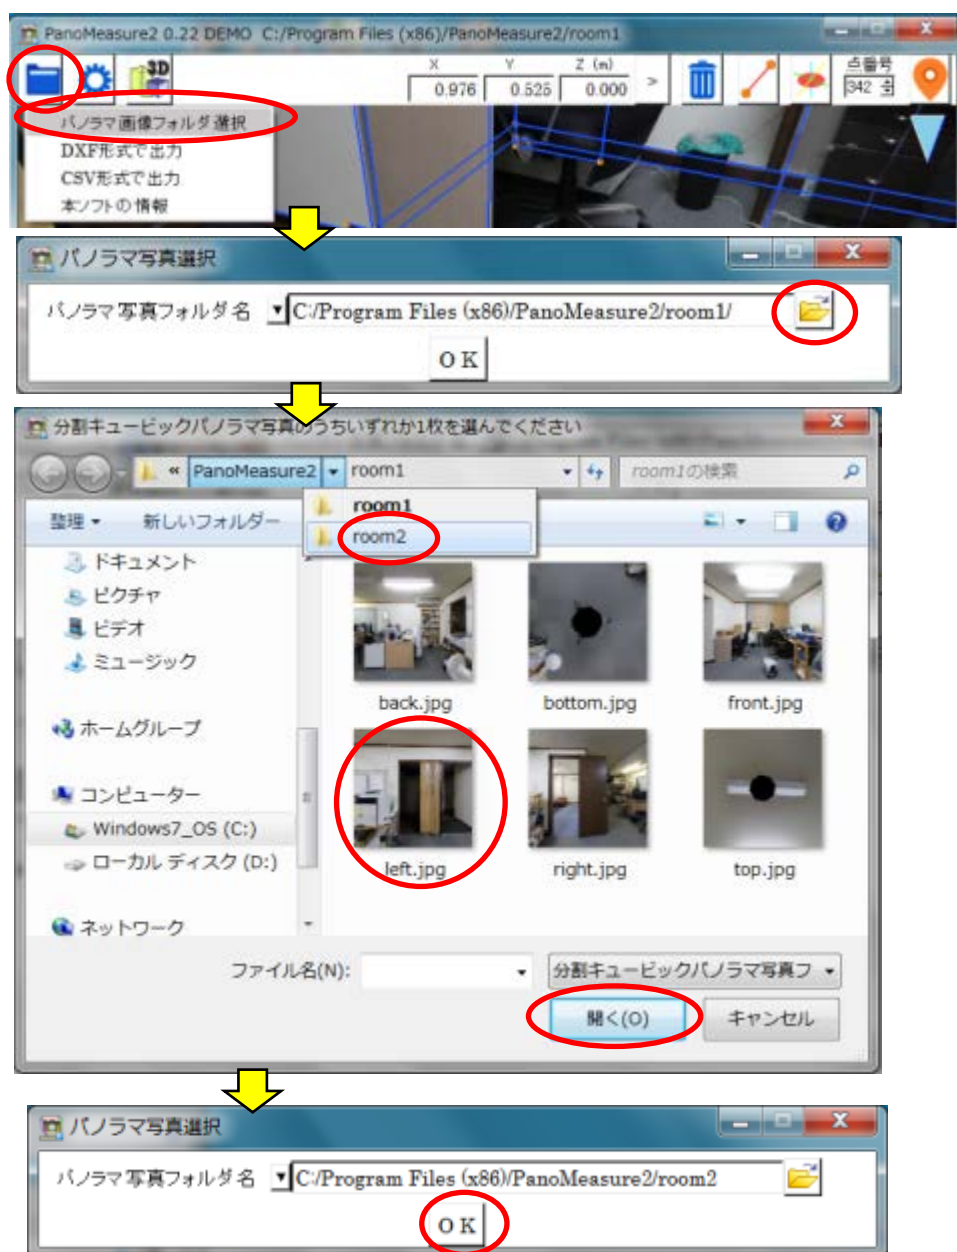 PanoMeasure2 0.22 DEMO C:/Program Files (x86)/PanoMeasure2/room1
3D
X Y Z (m)
0.976 0.525 0.000 >
点番号
342
パノラマ画像フォルダ選択
DXF形式で出力
CSV形式で出力
本ソフトの情報
パノラマ写真選択
パノラマ写真フォルダ名 C:/Program Files (x86)/PanoMeasure2/room1/
O K
分割キュービックパノラマ写真のうちいずれか1枚を選んでください
« PanoMeasure2 room1 room1の検索
整理 新しいフォルダー
room1
room2
ドキュメント
ピクチャ
ビデオ
ミュージック
ホームグループ
コンピューター
Windows7_OS (C:)
ローカル ディスク (D:)
ネットワーク
back.jpg bottom.jpg front.jpg
left.jpg right.jpg top.jpg
ファイル名(N): 分割キュービックパノラマ写真フ
開く(O) キャンセル
パノラマ写真選択
パノラマ写真フォルダ名 C:/Program Files (x86)/PanoMeasure2/room2
O K